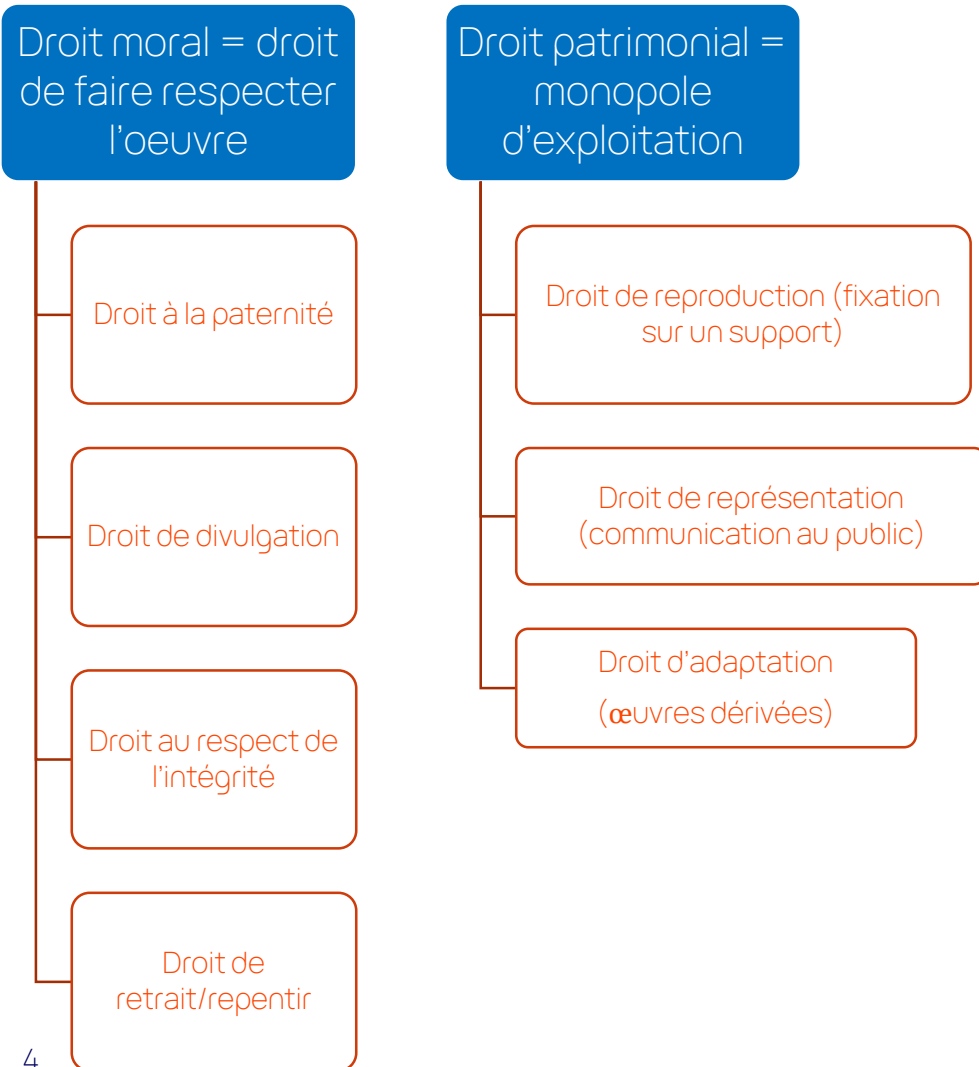 Droit moral = droit
de faire respecter
l'oeuvre
Droit à la paternité
Droit de divulgation
Droit au respect de
l'intégrité
Droit de
retrait/repentir
Droit patrimonial =
monopole
d'exploitation
Droit de reproduction (fixation
sur un support)
Droit de représentation
(communication au public)
Droit d'adaptation
(œuvres dérivées)
4